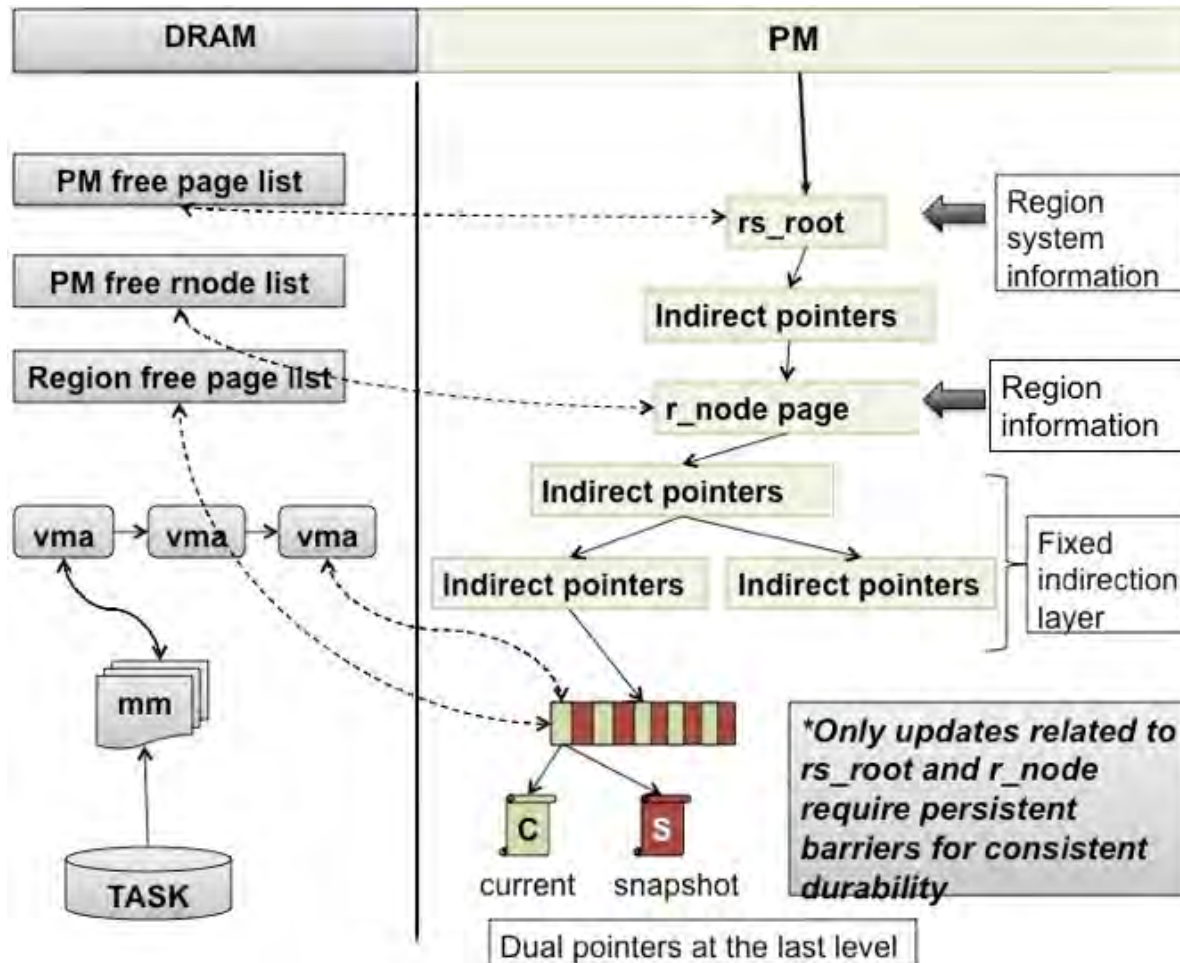 DRAM
PM
PM free page list
rs_root
Region
system
information
PM free rnode list
Indirect pointers
Region free page list
r_node page
Region
information
Indirect pointers
vma
vma
vma
Indirect pointers
Indirect pointers
Fixed
indirection
layer
mm
*Only updates related to
rs_root and r_node
require persistent
barriers for consistent
durability
C
S
current
snapshot
TASK
Dual pointers at the last level